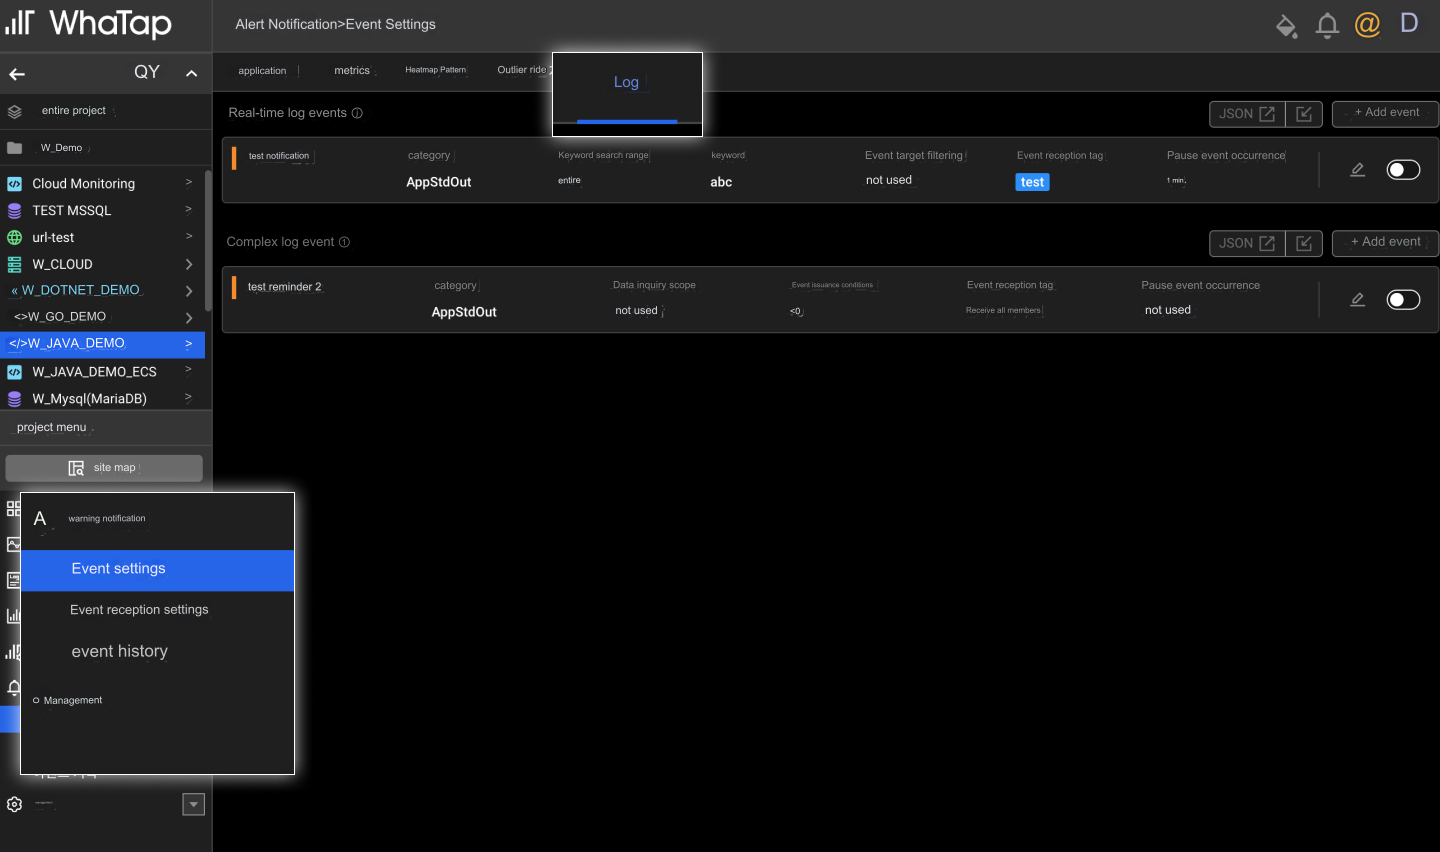 WhaTap
Alert Notification>Event Settings
@ D
QY
application
metrics
Heatmap Pattern
Outlier ride
Log
entire project
W_Demo
Cloud Monitoring >
TEST MSSQL >
url-test >
W_CLOUD
« W_DOTNET_DEMO
<>W_GO_DEMO
</>W_JAVA_DEMO >
W_JAVA_DEMO_ECS >
W_Mysql(MariaDB) >
project menu
site map
A warning notification
Event settings
Event reception settings
event history
Management
Real-time log events
JSON
+ Add event
test notification
category
AppStdOut
Keyword search range
entire
keyword
abc
Event target filtering
not used
Event reception tag
test
Pause event occurrence
1 min.
Complex log event
JSON
+ Add event
test reminder 2
category
AppStdOut
Data inquiry scope
not used
Event issuance conditions
<0
Event reception tag
Receive all members
Pause event occurrence
not used